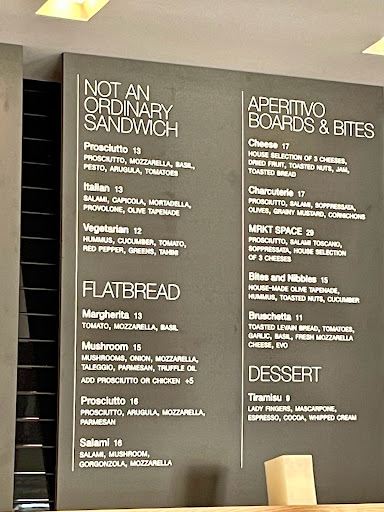 NOT AN
ORDINARY
SANDWICH
Prosciutto 13
PROSCIUTTO, MOZZARELLA, BASIL,
PESTO, ARUGULA, TOMATOES
Italian 13
SALAMI, CAPICOLA, MORTADELLA,
PROVOLONE, OLIVE TAPENADE
Vegetarian 12
HUMMUS, CUCUMBER, TOMATO,
RED PEPPER, GREENS, TAHINI
FLATBREAD
Margherita 13
TOMATO, MOZZARELLA, BASIL
Mushroom 15
MUSHROOMS, ONION, MOZZARELLA,
TALEGGIO, PARMESAN, TRUFFLE OIL
ADD PROSCIUTTO OR CHICKEN +5
Prosciutto 16
PROSCIUTTO, ARUGULA, MOZZARELLA,
PARMESAN
Salami 16
SALAMI, MUSHROOM,
GORGONZOLA, MOZZARELLA
APERITIVO
BOARDS & BITES
Cheese 17
HOUSE SELECTION OF 3 CHEESES,
DRIED FRUIT, TOASTED NUTS, JAM,
TOASTED BREAD
Charcuterie 17
PROSCIUTTO, SALAMI, SOPPRESSATA,
OLIVES, GRAINY MUSTARD, CORNICHONS
MRKT SPACE 29
PROSCIUTTO, SALAMI TOSCANO,
SOPPRESSATA, HOUSE SELECTION
OF 3 CHEESES
Bites and Nibbles 15
HOUSE-MADE OLIVE TAPENADE,
HUMMUS, TOASTED NUTS, CUCUMBER
Bruschetta 11
TOASTED LEVAIN BREAD, TOMATOES,
GARLIC, BASIL, FRESH MOZZARELLA
CHEESE, EVO
DESSERT
Tiramisu 9
LADY FINGERS, MASCARPONE,
ESPRESSO, COCOA, WHIPPED CREAM